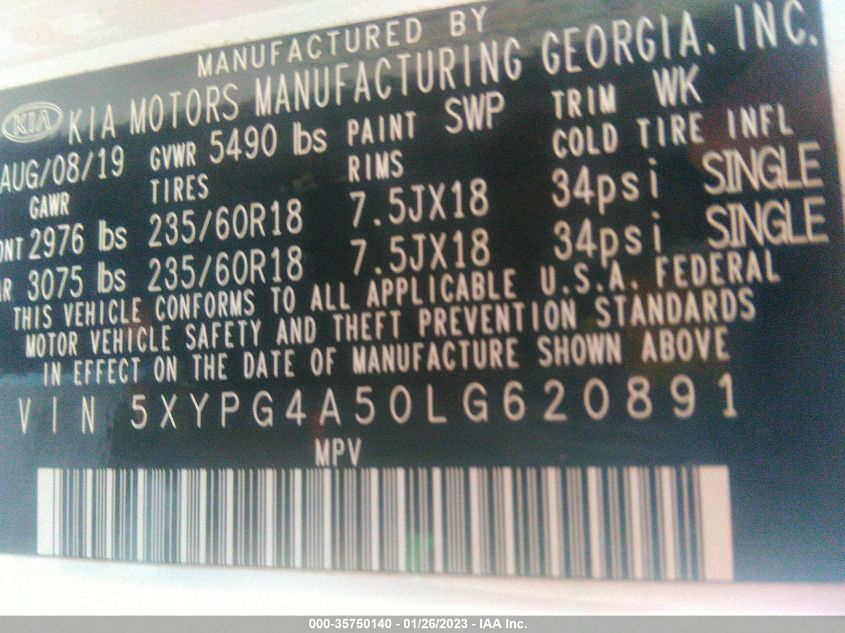 MANUFACTURED BY
KIA KIA MOTORS MANUFACTURING GEORGIA, INC.
AUG/08/19 GVWR 5490 lbs PAINT SWP TRIM WK
GAWR TIRES RIMS COLD TIRE INFL
2976 lbs 235/60R18 7.5JX18 34psi SINGLE
3075 lbs 235/60R18 7.5JX18 34psi SINGLE
THIS VEHICLE CONFORMS TO ALL APPLICABLE U.S.A. FEDERAL
MOTOR VEHICLE SAFETY AND THEFT PREVENTION STANDARDS
IN EFFECT ON THE DATE OF MANUFACTURE SHOWN ABOVE
VIN 5XYPG4A50LG620891
MPV
000-35750140 - 01/26/2023 - IAA Inc.